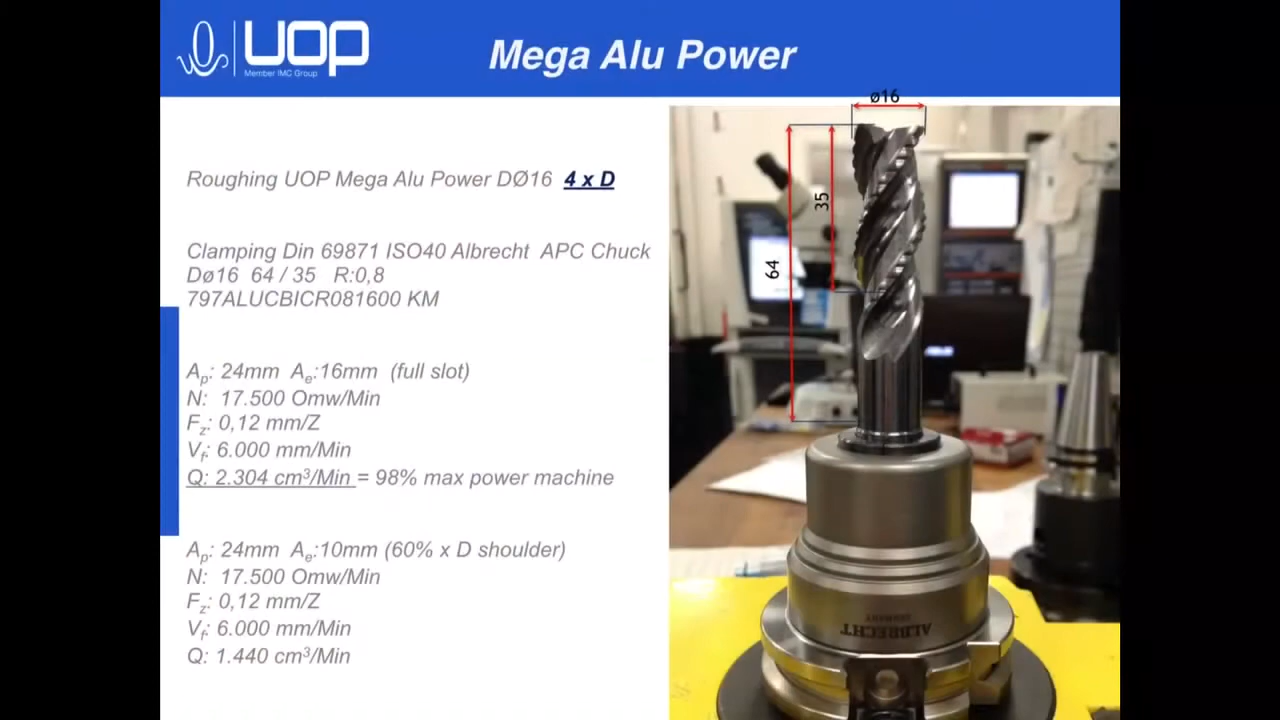 UOP
Member IMC Group
Mega Alu Power
Roughing UOP Mega Alu Power DØ16 4 x D
Clamping Din 69871 ISO40 Albrecht APC Chuck
Dø16 64 / 35 R:0,8
797ALUCBICR081600 KM
Ap: 24mm Ae:16mm (full slot)
N: 17.500 Omw/Min
Fz: 0,12 mm/Z
Vf: 6.000 mm/Min
Q: 2.304 cm³/Min = 98% max power machine
Ap: 24mm Ae:10mm (60% x D shoulder)
N: 17.500 Omw/Min
Fz: 0,12 mm/Z
Vf: 6.000 mm/Min
Q: 1.440 cm³/Min
ø16
35
64
ALBRECHT
GERMANY